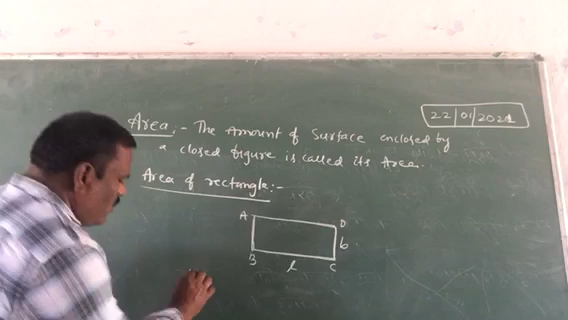 22/01/2021
Area:- The Amount of Surface enclosed by
a closed figure is called its Area.
Area of rectangle:-
A D
b
B l C